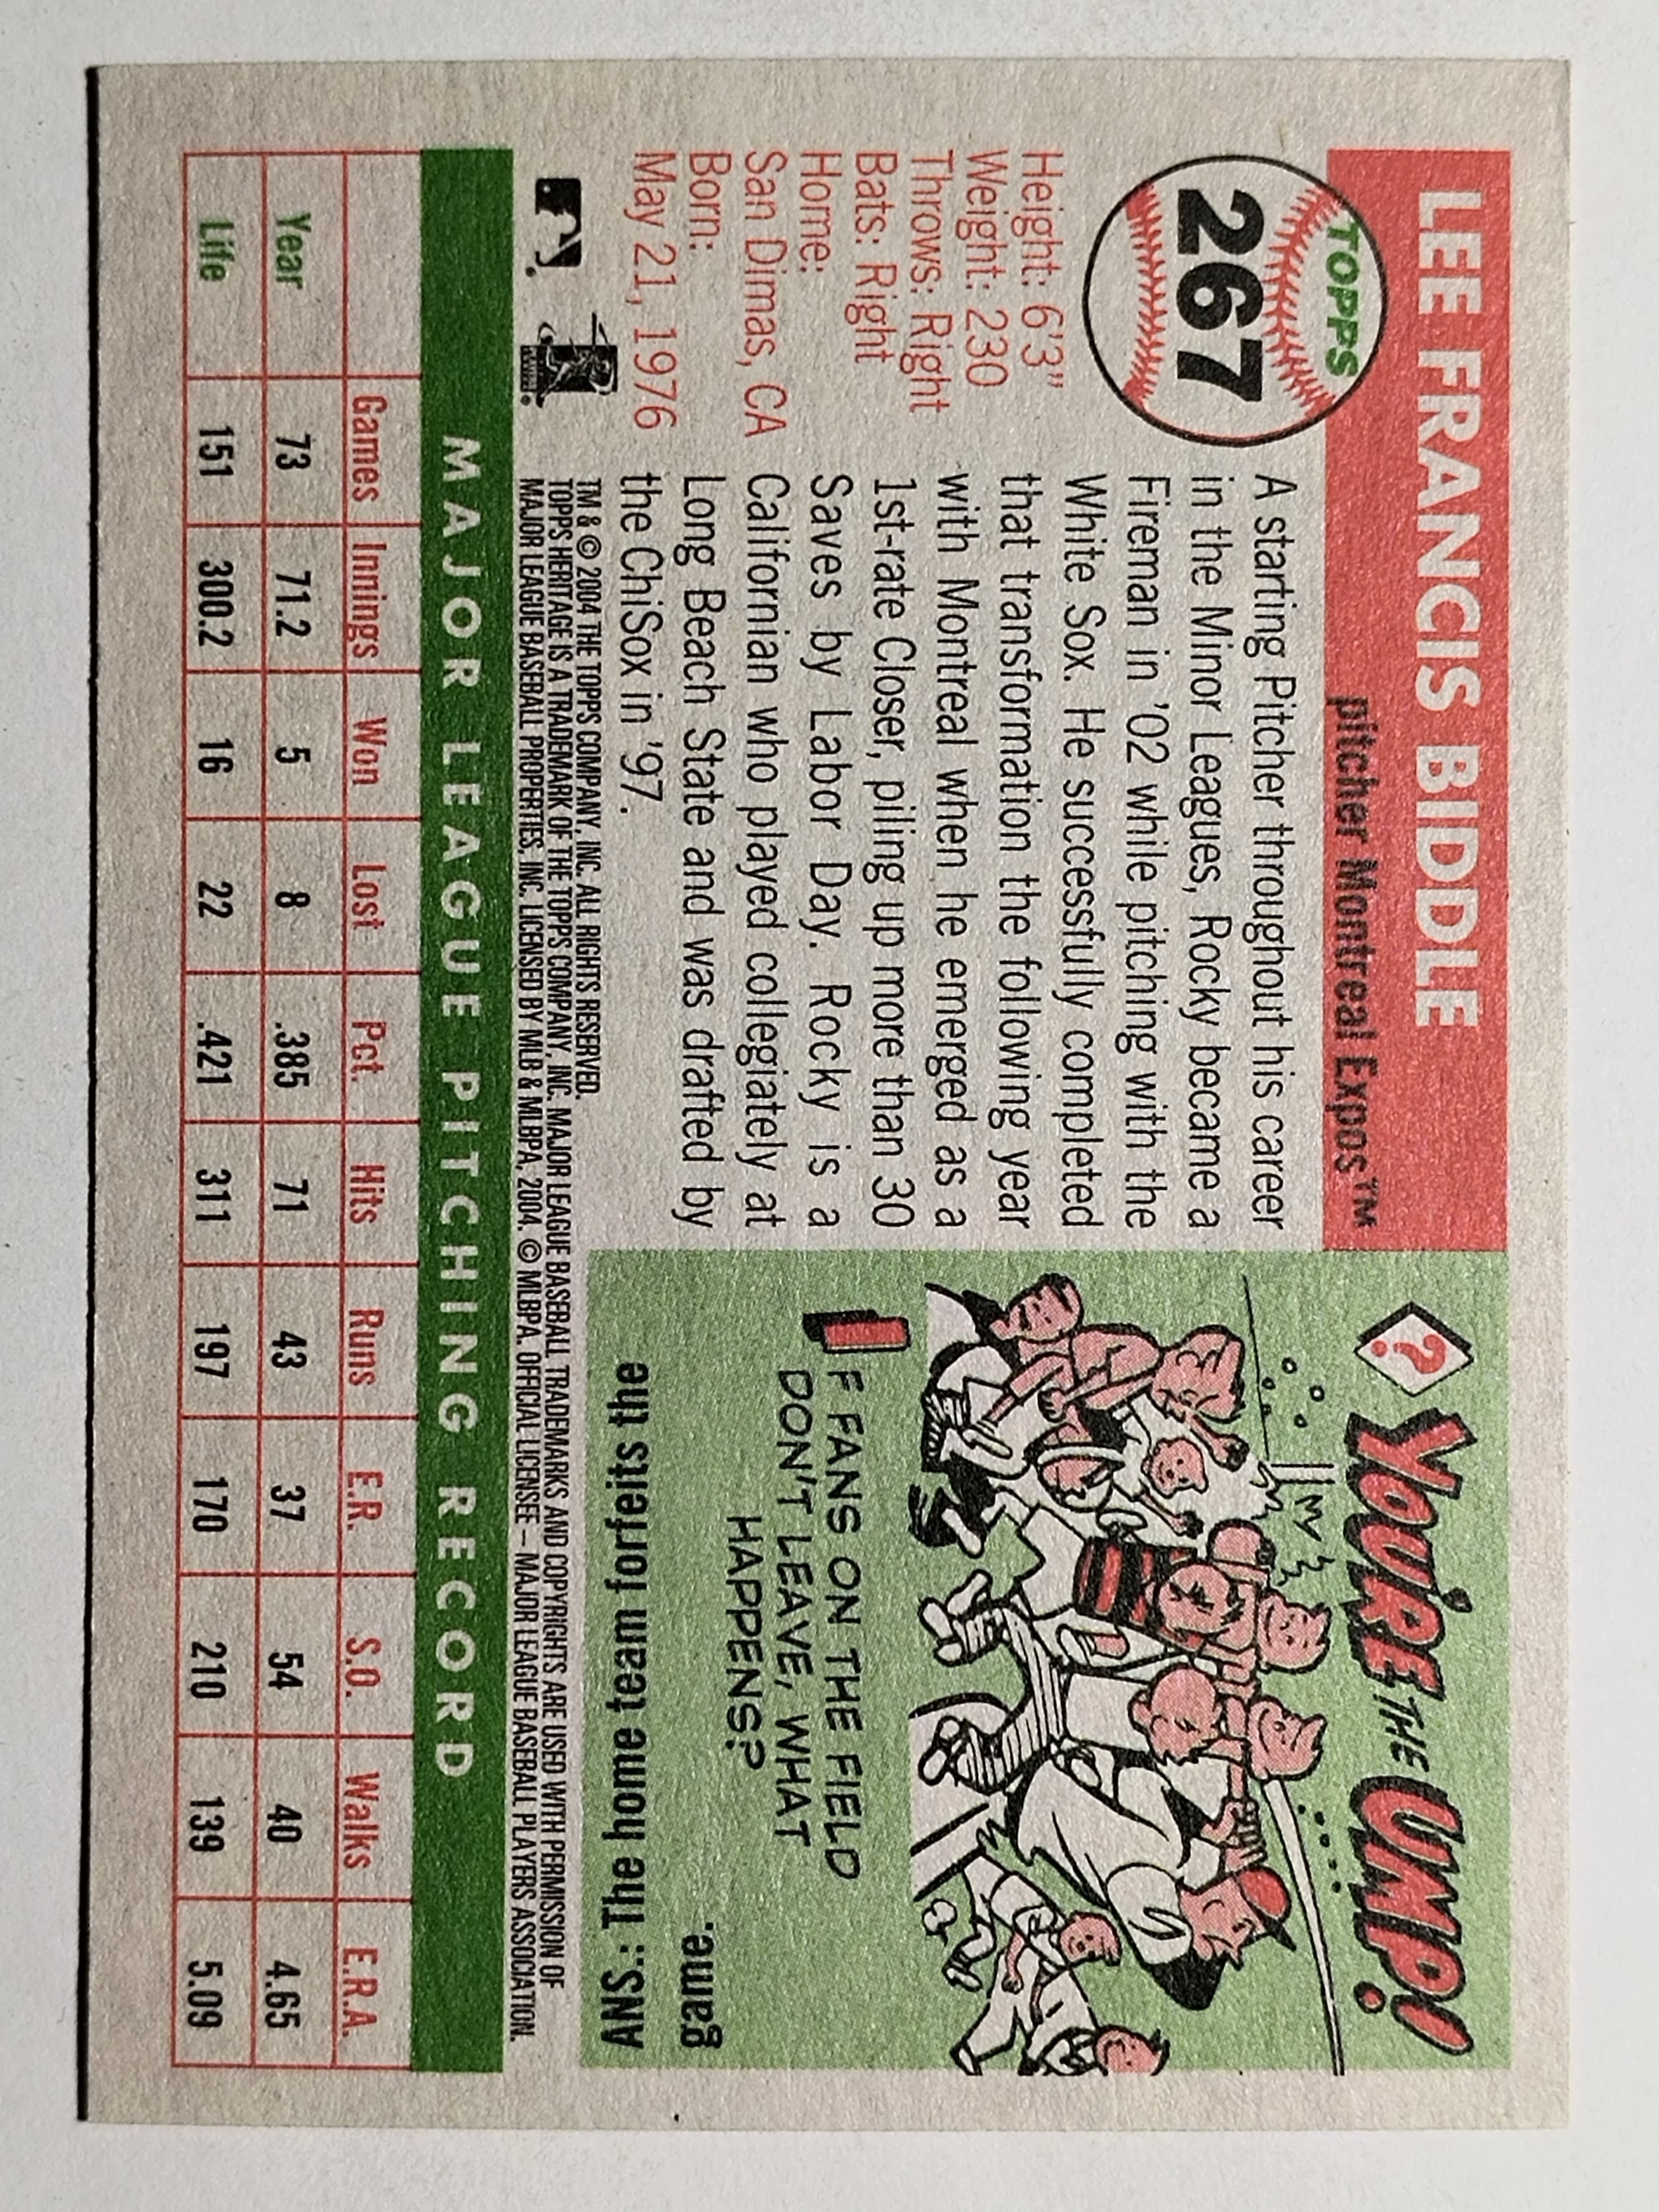 LEE FRANCIS BIDDLE
pitcher Montreal Expos™
TOPPS
267
Height: 6'3"
Weight: 230
Throws: Right
Bats: Right
Home:
San Dimas, CA
Born:
May 21, 1976
A starting Pitcher throughout his career
in the Minor Leagues, Rocky became a
Fireman in '02 while pitching with the
White Sox. He successfully completed
that transformation the following year
with Montreal when he emerged as a
1st-rate Closer, piling up more than 30
Saves by Labor Day. Rocky is a
Californian who played collegiately at
Long Beach State and was drafted by
the ChiSox in '97.
TM & © 2004 THE TOPPS COMPANY, INC. ALL RIGHTS RESERVED.
TOPPS HERITAGE IS A TRADEMARK OF THE TOPPS COMPANY, INC. MAJOR LEAGUE BASEBALL TRADEMARKS AND COPYRIGHTS ARE USED WITH PERMISSION OF
MAJOR LEAGUE BASEBALL PROPERTIES, INC. LICENSED BY MLB & MLBPA, 2004. © MLBPA. OFFICIAL LICENSEE – MAJOR LEAGUE BASEBALL PLAYERS ASSOCIATION.
? YOU'RE THE UMP!
IF FANS ON THE FIELD
DON'T LEAVE, WHAT
HAPPENS?
ANS.: The home team forfeits the
game.
MAJOR LEAGUE PITCHING RECORD
Games Innings Won Lost Pct. Hits Runs E.R. S.O. Walks E.R.A.
Year 73 71.2 5 8 .385 71 43 37 54 40 4.65
Life 151 300.2 16 22 .421 311 197 170 210 139 5.09